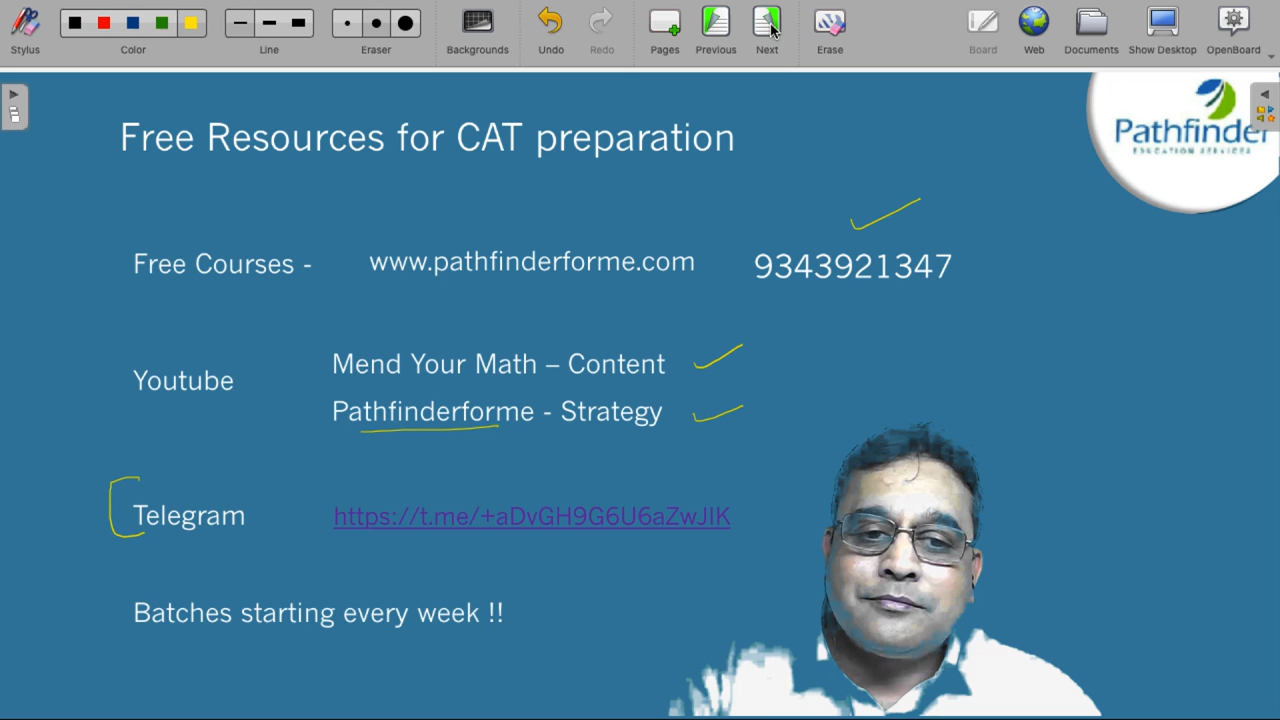 Stylus
Color
Line
Eraser
Backgrounds
Undo
Redo
Pages
Previous
Next
Erase
Board
Web
Documents
Show Desktop
OpenBoard
Pathfinder
EDUCATION SERVICES
Free Resources for CAT preparation
Free Courses - www.pathfinderforme.com 9343921347
Youtube
Mend Your Math – Content
Pathfinderforme - Strategy
Telegram https://t.me/+aDvGH9G6U6aZwJIK
Batches starting every week !!